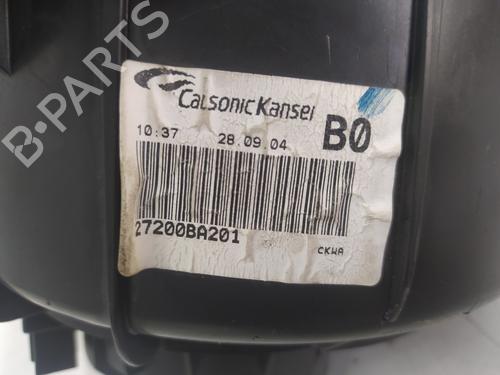 B-PARTS
CalsonicKansei
10:37 28.09.04 B0
27200BA201
CKWA